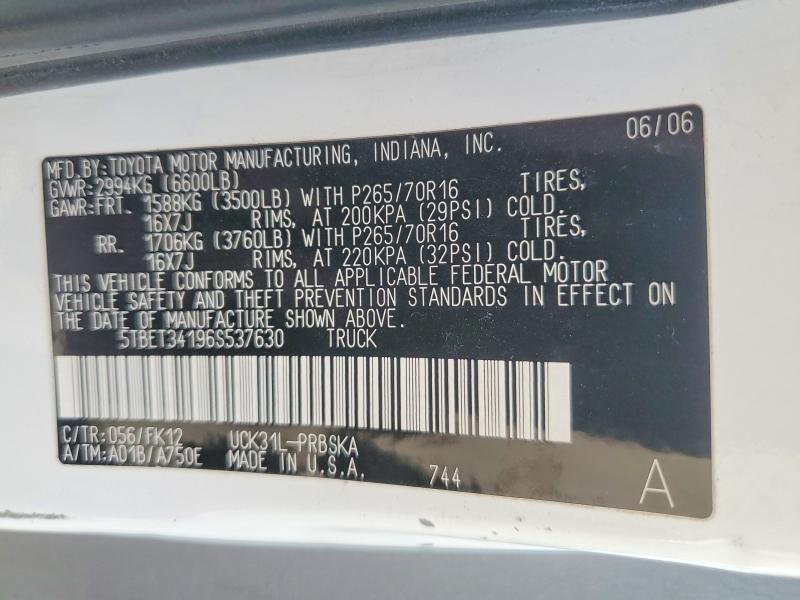 06/06
MFD.BY:TOYOTA MOTOR MANUFACTURING, INDIANA, INC.
GVWR:2994KG (6600LB)
GAWR:FRT. 1588KG (3500LB) WITH P265/70R16 TIRES,
16X7J RIMS, AT 200KPA (29PSI) COLD.
RR. 1706KG (3760LB) WITH P265/70R16 TIRES,
16X7J RIMS, AT 220KPA (32PSI) COLD.
THIS VEHICLE CONFORMS TO ALL APPLICABLE FEDERAL MOTOR
VEHICLE SAFETY AND THEFT PREVENTION STANDARDS IN EFFECT ON
THE DATE OF MANUFACTURE SHOWN ABOVE.
5TBET34196S537630 TRUCK
C/TR:056/FK12 UCK31L-PRBSKA
A/TM:A01B/A750E MADE IN U.S.A. 744
A